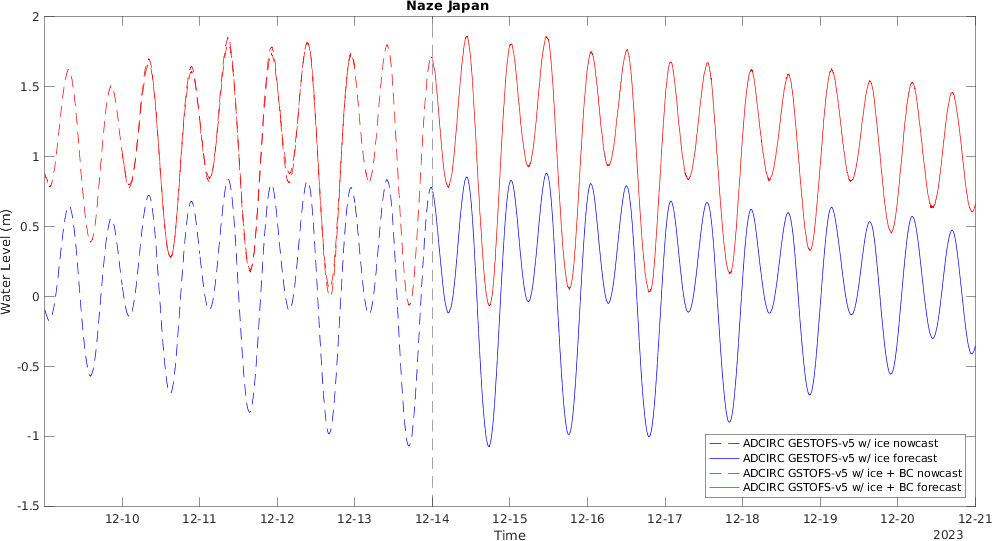 Naze Japan
2
1.5
1
0.5
0
-0.5
-1
-1.5
Water Level (m)
12-10 12-11 12-12 12-13 12-14 12-15 12-16 12-17 12-18 12-19 12-20 12-21
Time
2023
ADCIRC GESTOFS-v5 w/ ice nowcast
ADCIRC GESTOFS-v5 w/ ice forecast
ADCIRC GSTOFS-v5 w/ ice + BC nowcast
ADCIRC GSTOFS-v5 w/ ice + BC forecast